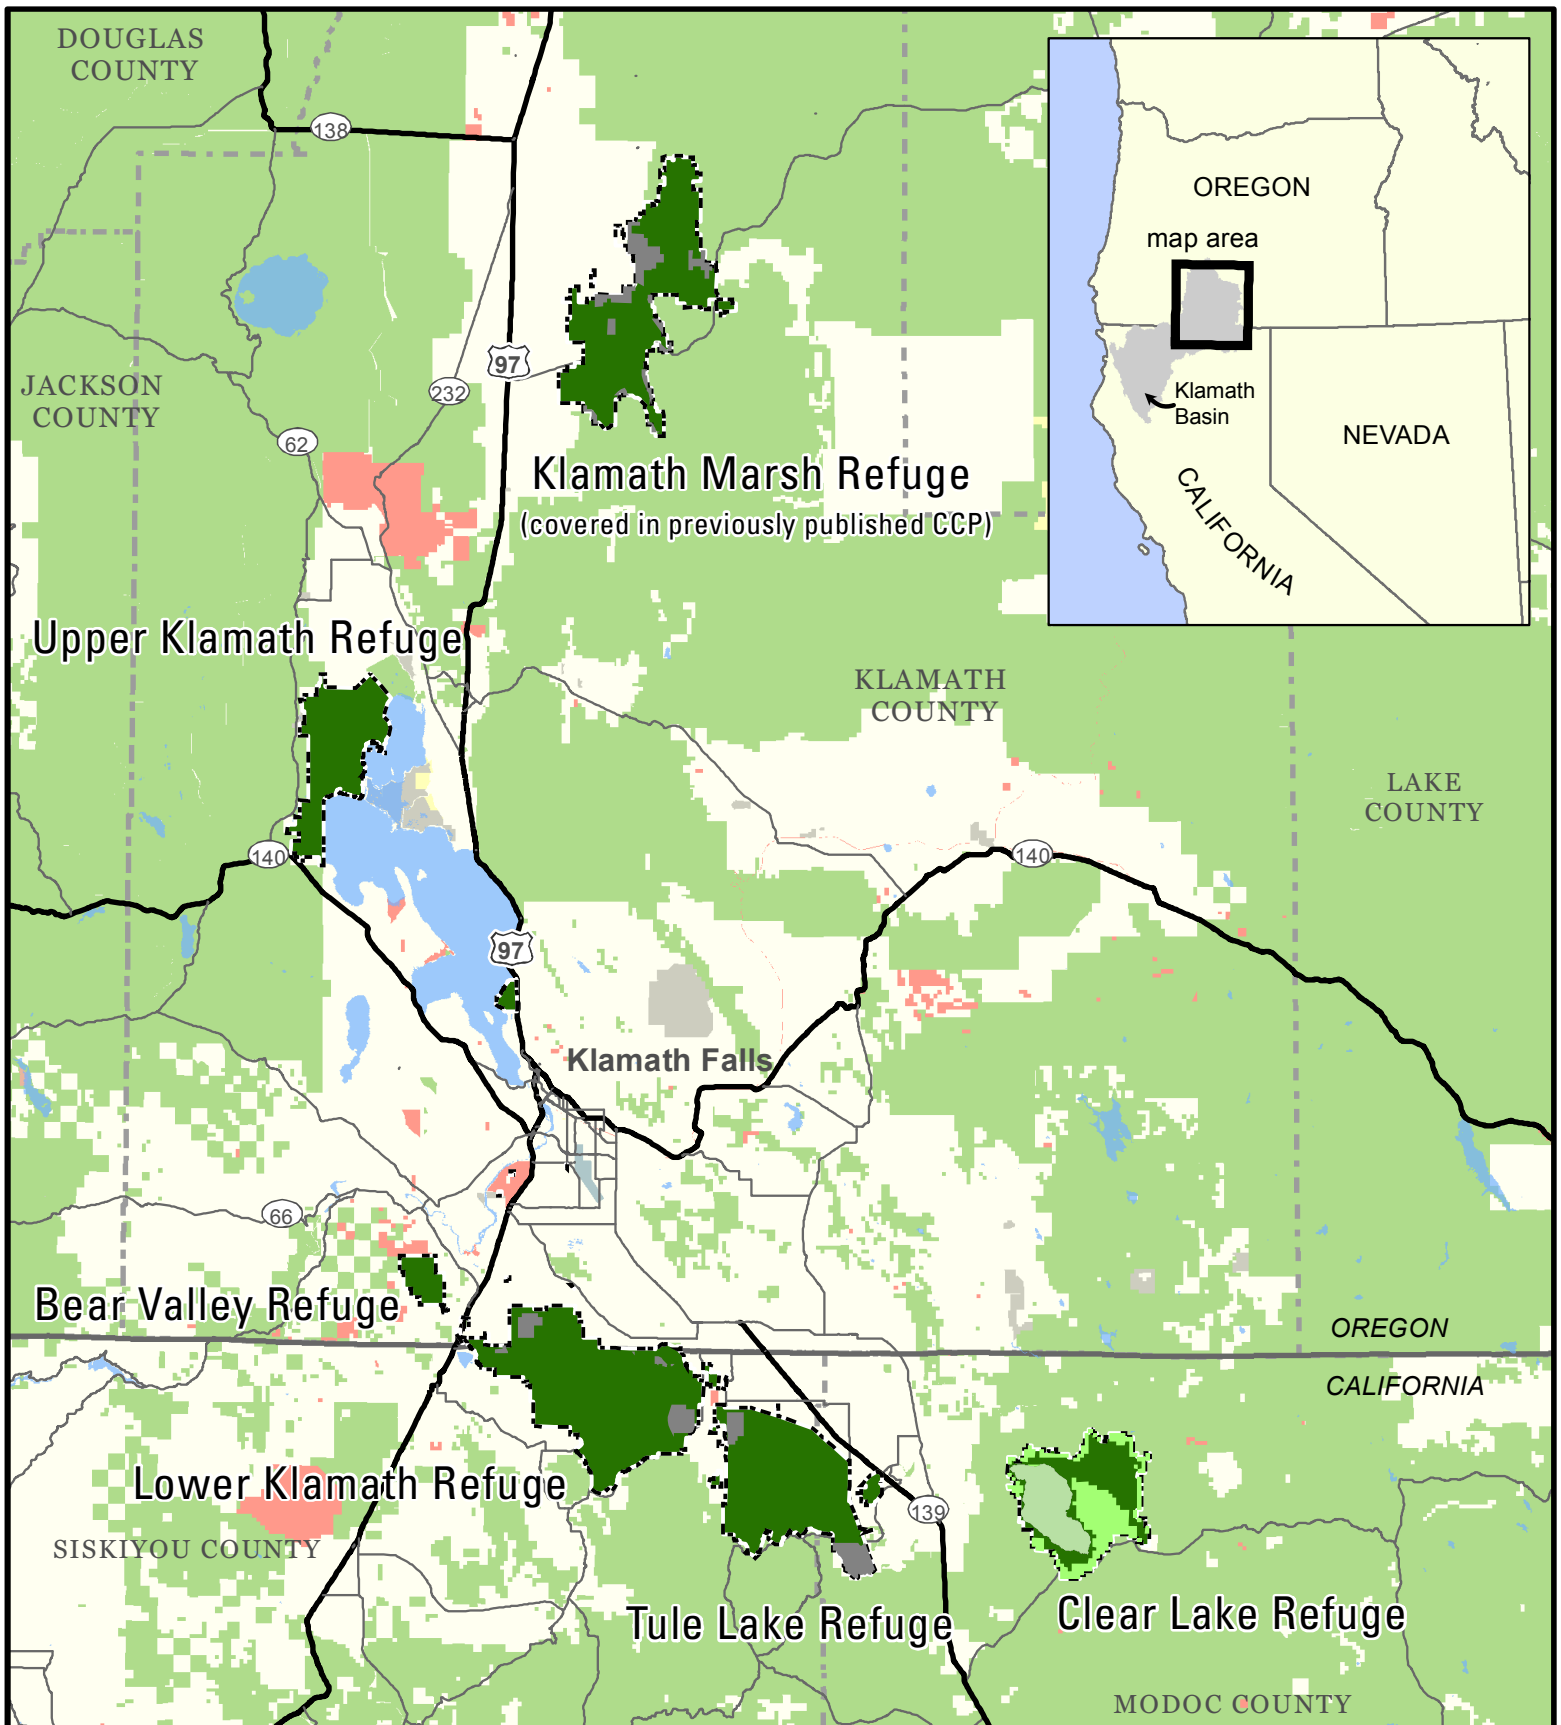 DOUGLAS
COUNTY
138
OREGON
map area
Klamath
Basin
NEVADA
CALIFORNIA
97
232
JACKSON
COUNTY
62
Klamath Marsh Refuge
(covered in previously published CCP)
Upper Klamath Refuge
KLAMATH
COUNTY
LAKE
COUNTY
140
140
97
Klamath Falls
66
Bear Valley Refuge
OREGON
CALIFORNIA
Lower Klamath Refuge
139
SISKIYOU COUNTY
Tule Lake Refuge
Clear Lake Refuge
MODOC COUNTY